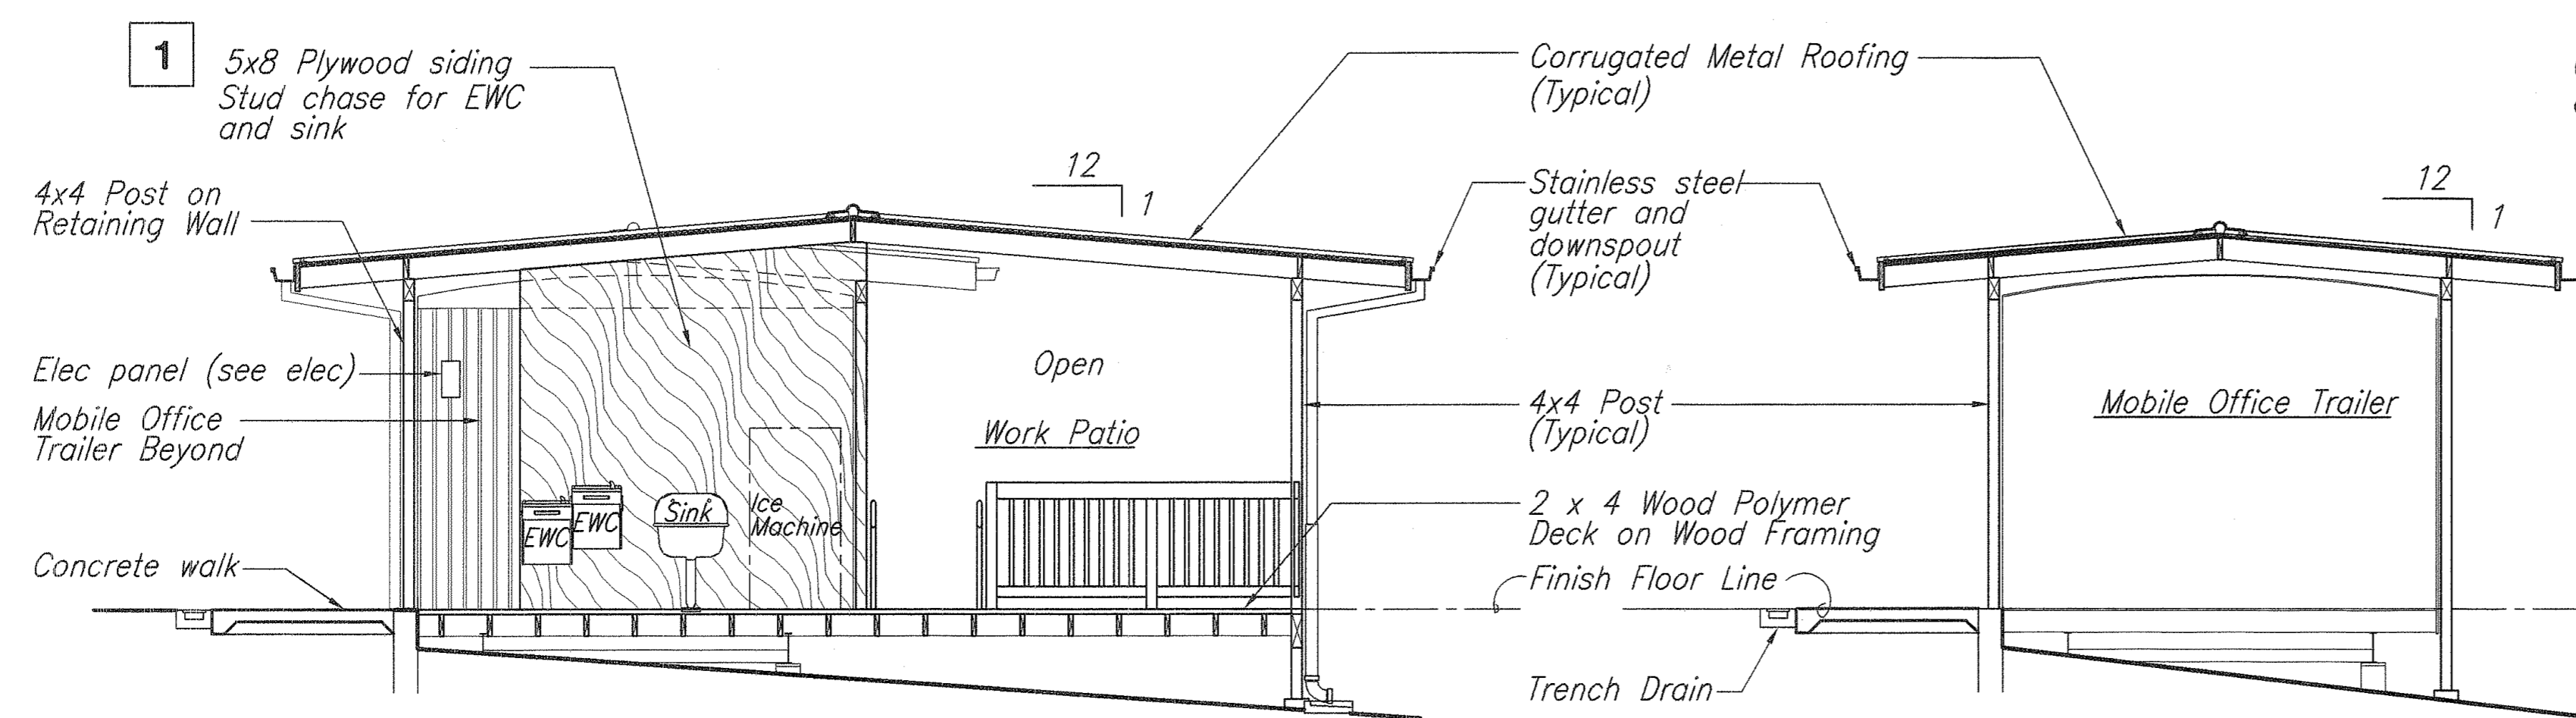 1
5x8 Plywood siding
Stud chase for EWC
and sink
4x4 Post on
Retaining Wall
Elec panel (see elec)
Mobile Office
Trailer Beyond
Concrete walk
12
1
EWC
EWC
Sink
Ice
Machine
Open
Work Patio
Corrugated Metal Roofing
(Typical)
Stainless steel
gutter and
downspout
(Typical)
4x4 Post
(Typical)
2 x 4 Wood Polymer
Deck on Wood Framing
Finish Floor Line
Trench Drain
12
1
Mobile Office Trailer